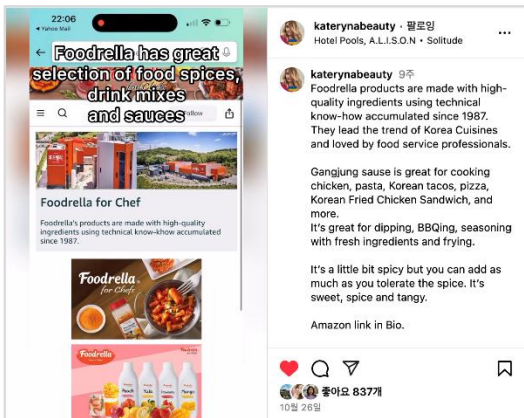 22:06
Yahoo Mail
Foodrella has great
selection of food spices,
drink mixes
and sauces
Follow
Foodrella for Chef
Foodrella's products are made with high-quality
ingredients using technical know-khow accumulated
since 1987.
Foodrella
for Chefs
Foodrella
Peach
Yuzu
Mango
katerynabeauty · 팔로잉
Hotel Pools, A.L.I.S.O.N • Solitude
katerynabeauty 9주
Foodrella products are made with high-
quality ingredients using technical
know-how accumulated since 1987.
They lead the trend of Korea Cuisines
and loved by food service professionals.
Gangjung sause is great for cooking
chicken, pasta, Korean tacos, pizza,
Korean Fried Chicken Sandwich, and
more.
It's great for dipping, BBQing, seasoning
with fresh ingredients and frying.
It's a little bit spicy but you can add as
much as you tolerate the spice. It's
sweet, spice and tangy.
Amazon link in Bio.
좋아요 837개
10월 26일